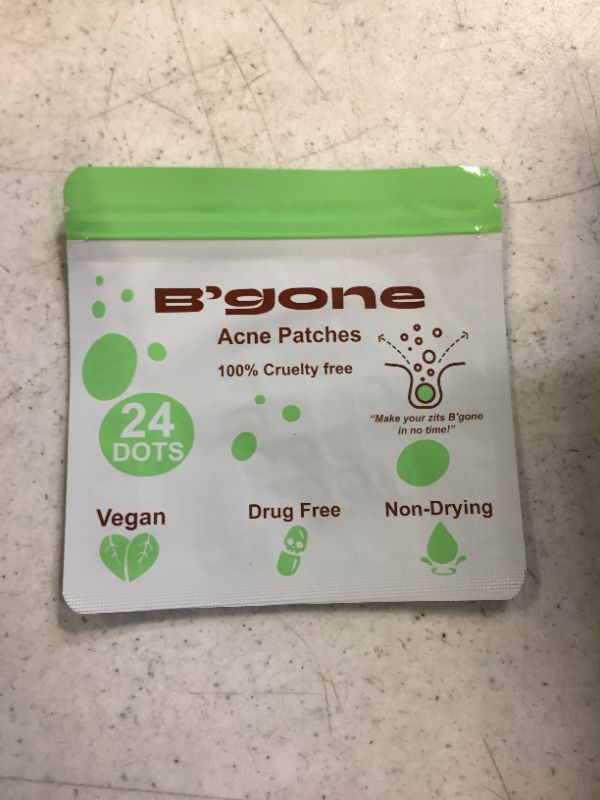 B'gone
Acne Patches
100% Cruelty free
"Make your zits B'gone
in no time!"
24
DOTS
Vegan
Drug Free
Non-Drying